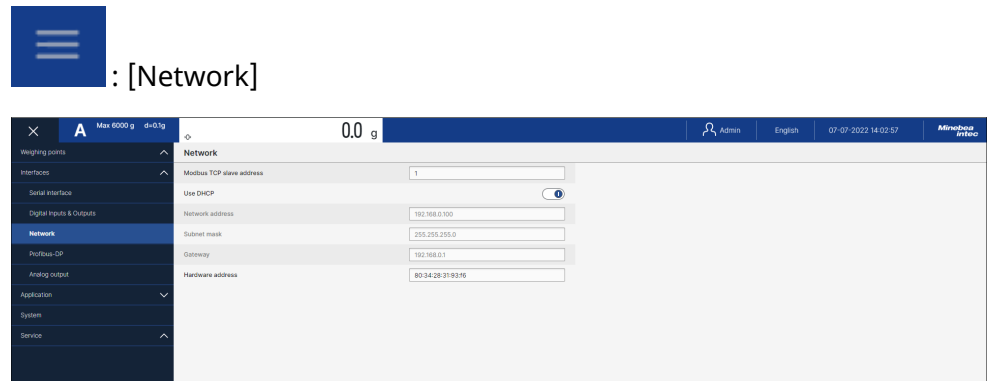 : [Network]
A Max 6000 g d=0.1g 0.0 g Admin English 07-07-2022 14:02:57 Minebea intec
Weighing points Network
Interfaces Modbus TCP slave address 1
Serial interface Use DHCP
Digital Inputs & Outputs Network address 192.168.0.100
Network Subnet mask 255.255.255.0
Profibus-DP Gateway 192.168.0.1
Analog output Hardware address 80:34:28:31:93:f6
Application
System
Service